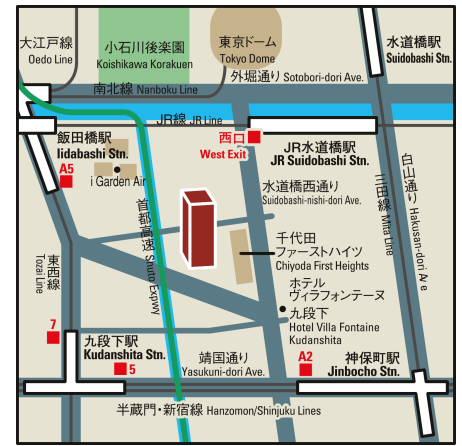 大江戸線
Oedo Line
小石川後楽園
Koishikawa Korakuen
東京ドーム
Tokyo Dome
水道橋駅
Suidobashi Stn.
外堀通り Sotobori-dori Ave.
南北線 Nanboku Line
JR線 JR Line
飯田橋駅
Iidabashi Stn.
西口
West Exit
JR水道橋駅
JR Suidobashi Stn.
A5
i Garden Air
水道橋西通り
Suidobashi-nishi-dori Ave.
白山通り Hakusan-dori Ave
三田線 Mita Line
首都高速 Shuto Expwy
千代田
ファーストハイツ
Chiyoda First Heights
東西線
Tozai Line
ホテル
ヴィラフォンテーヌ
九段下
Hotel Villa Fontaine
Kudanshita
7
九段下駅
Kudanshita Stn.
5
靖国通り
Yasukuni-dori Ave.
A2
神保町駅
Jinbocho Stn.
半蔵門・新宿線 Hanzomon/Shinjuku Lines